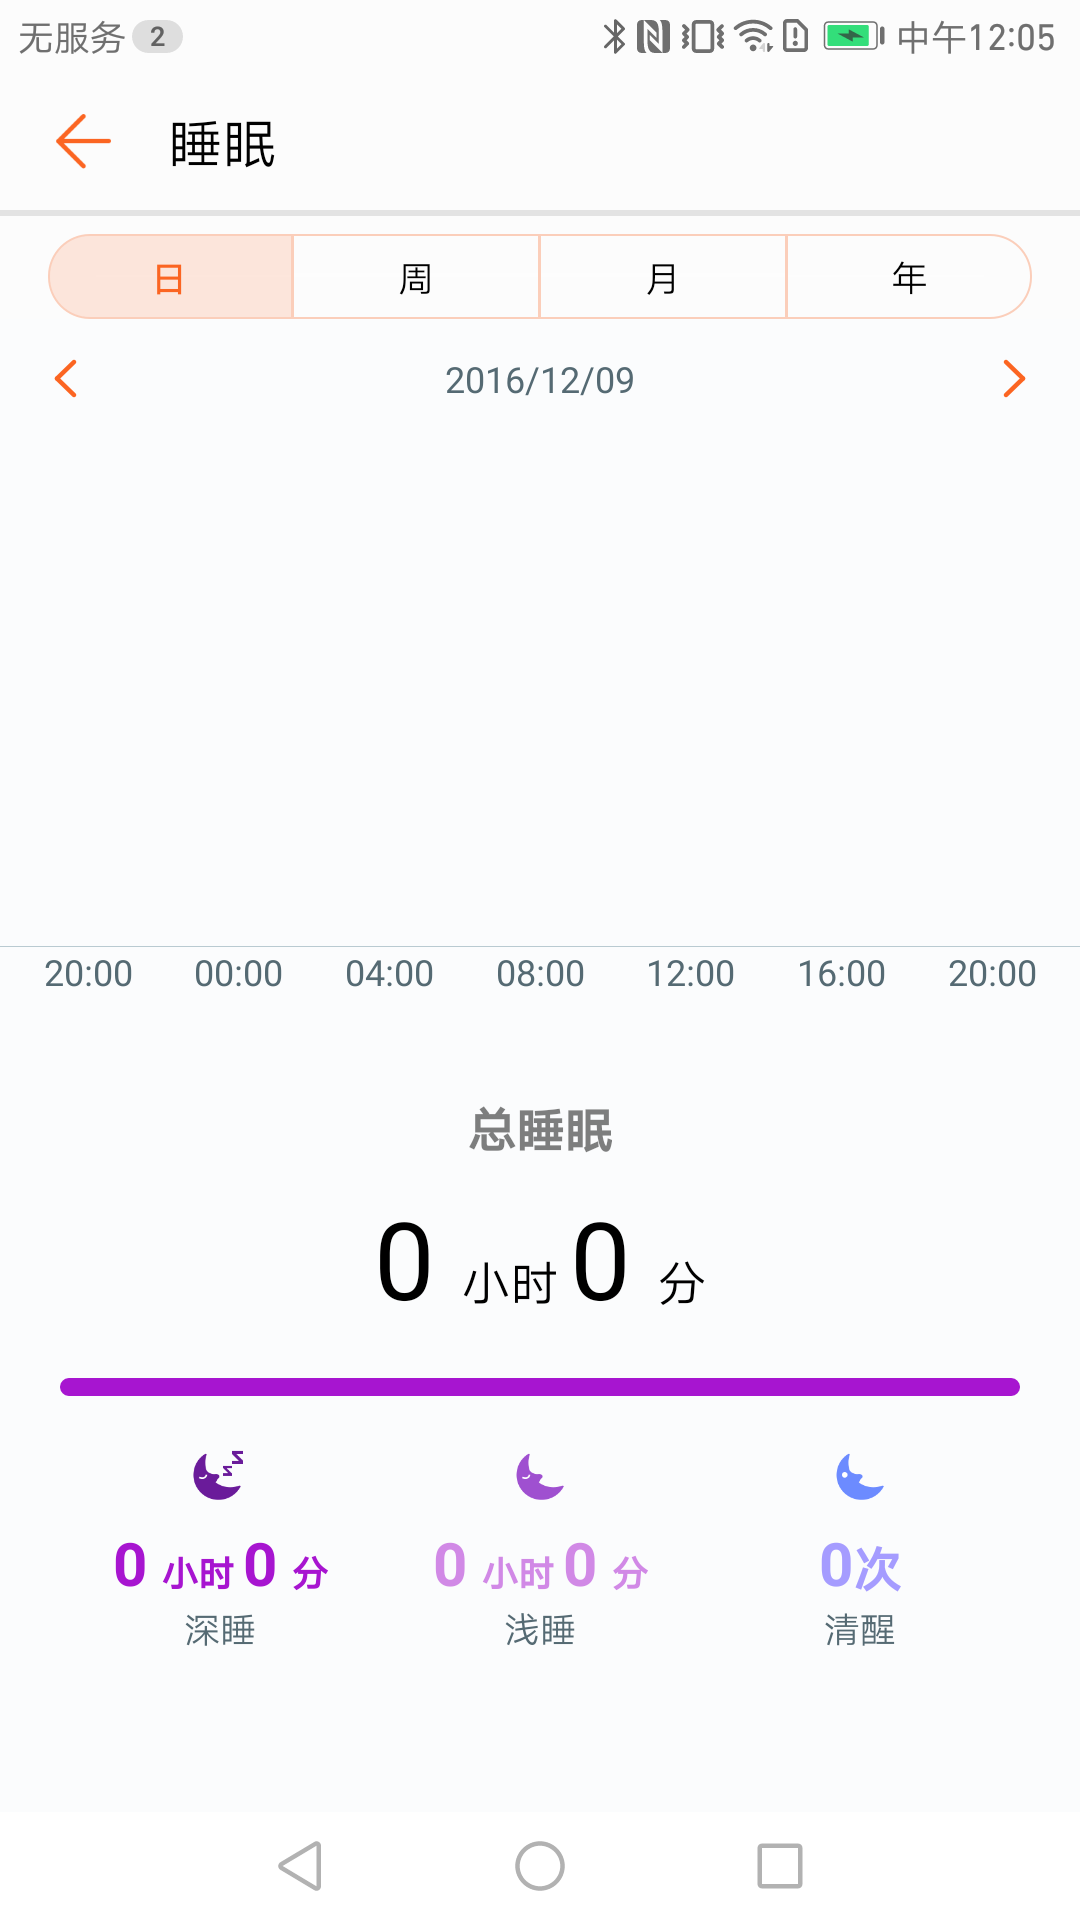 无服务 2 中午12:05
睡眠
日 周 月 年
2016/12/09
20:00 00:00 04:00 08:00 12:00 16:00 20:00
总睡眠
0 小时 0 分
0 小时 0 分 0 小时 0 分 0次
深睡 浅睡 清醒